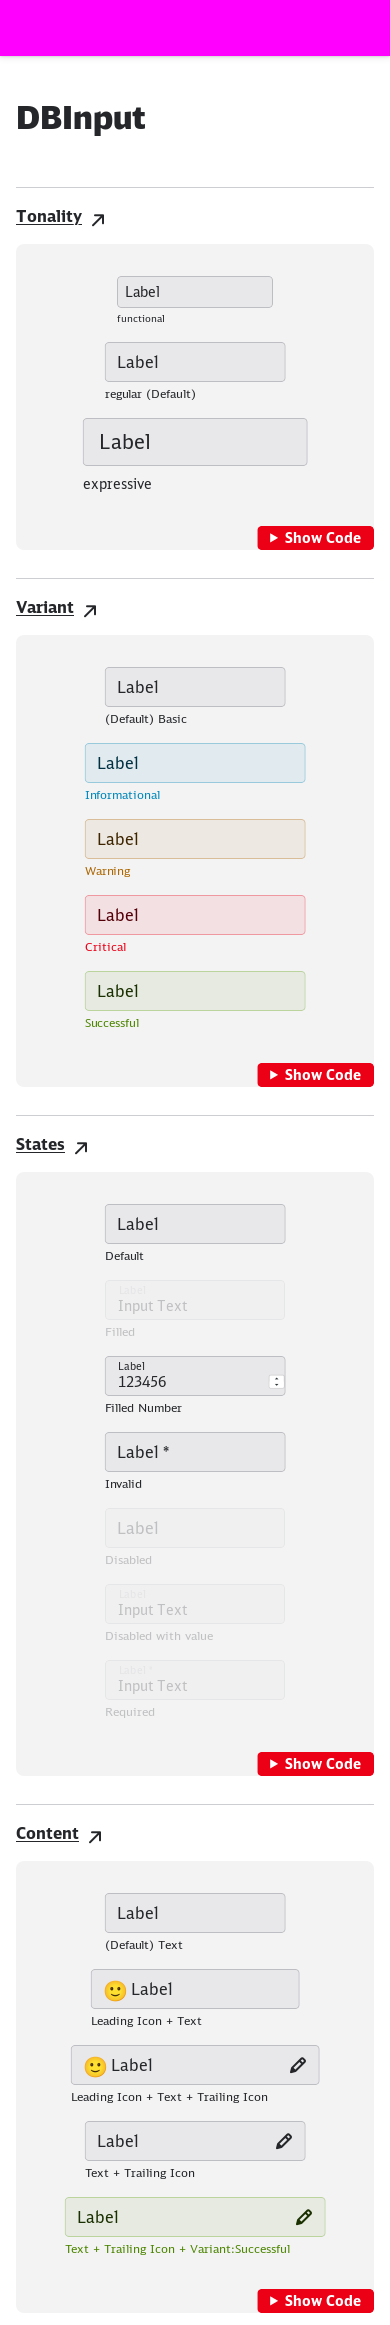 DBInput
Tonality
Label
functional
Label
regular (Default)
Label
expressive
Show Code
Variant
Label
(Default) Basic
Label
Informational
Label
Warning
Label
Critical
Label
Successful
Show Code
States
Label
Default
Label
Input Text
Filled
Label
123456
Filled Number
Label *
Invalid
Label
Disabled
Label
Input Text
Disabled with value
Label *
Input Text
Required
Show Code
Content
Label
(Default) Text
Label
Leading Icon + Text
Label
Leading Icon + Text + Trailing Icon
Label
Text + Trailing Icon
Label
Text + Trailing Icon + Variant:Successful
Show Code